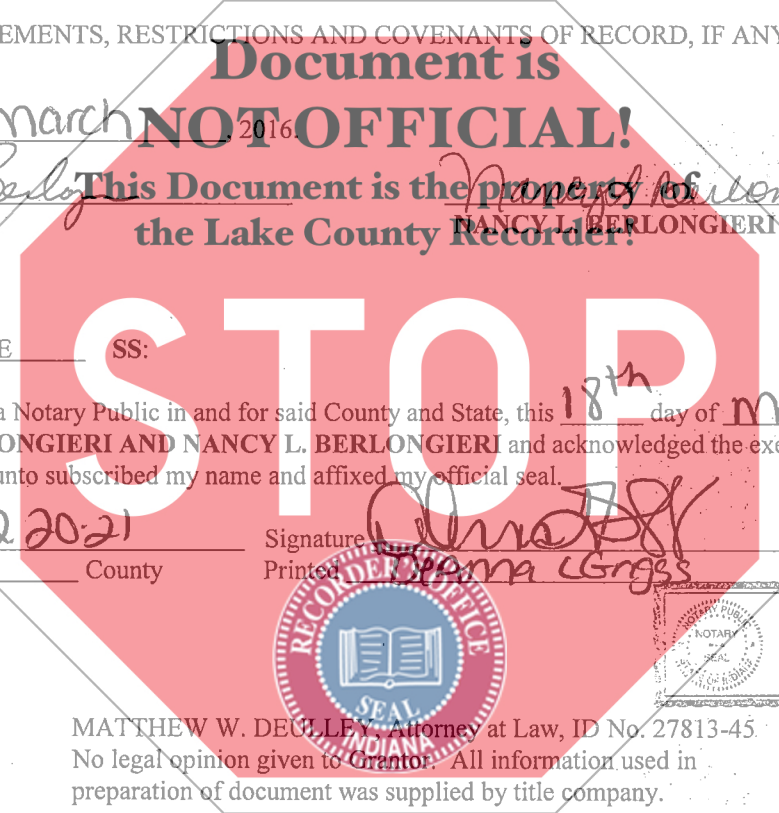 EMENTS, RESTRICTIONS AND COVENANTS OF RECORD, IF ANY
Document is
March NOT OFFICIAL!
, 2016.
This Document is the property of
the Lake County Recorder!
NANCY L. BERLONGIERI
STOP
E SS:
a Notary Public in and for said County and State, this 18th day of M
ONGIERI AND NANCY L. BERLONGIERI and acknowledged the exe
unto subscribed my name and affixed my official seal.
2021 Signature
County Printed
RECORDER'S OFFICE
SEAL
INDIANA
NOTARY PUBLIC
NOTARY
SEAL
MATTHEW W. DEULLEY, Attorney at Law, ID No. 27813-45
No legal opinion given to Grantor. All information used in
preparation of document was supplied by title company.